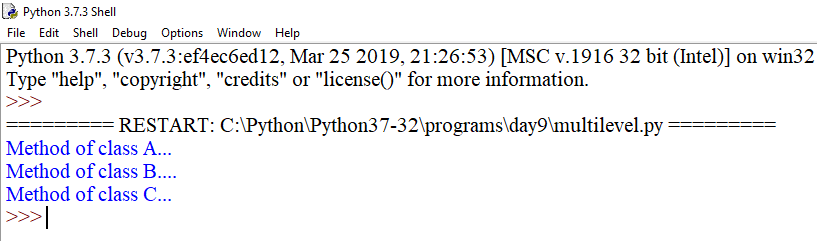 Python 3.7.3 Shell
File Edit Shell Debug Options Window Help
Python 3.7.3 (v3.7.3:ef4ec6ed12, Mar 25 2019, 21:26:53) [MSC v.1916 32 bit (Intel)] on win32
Type "help", "copyright", "credits" or "license()" for more information.
>>>
========= RESTART: C:\Python\Python37-32\programs\day9\multilevel.py =========
Method of class A...
Method of class B....
Method of class C...
>>>